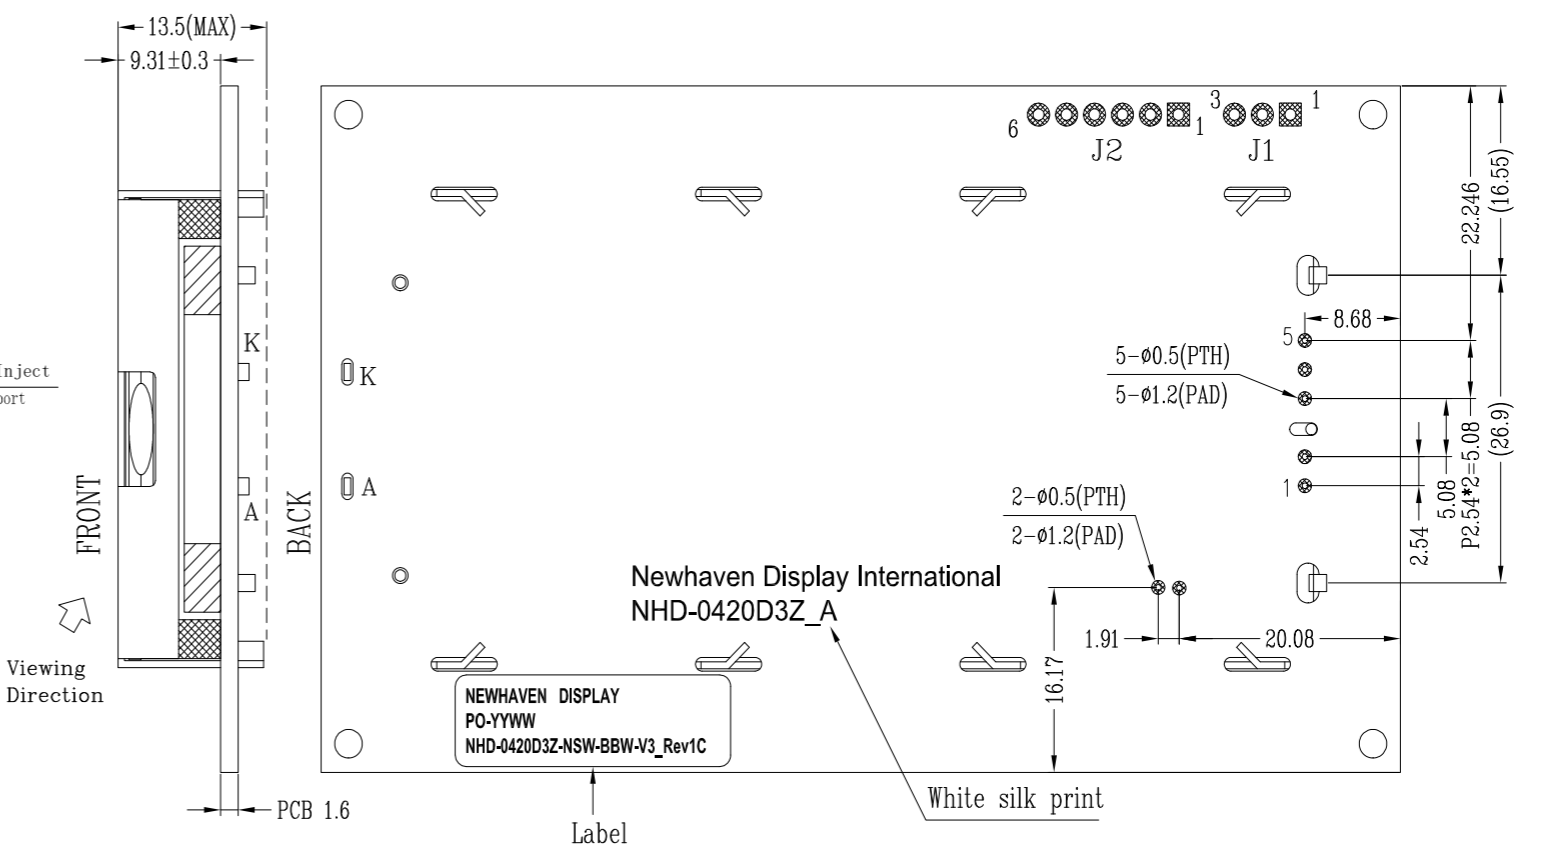 13.5(MAX)
9.31±0.3
6
J2
1
3
J1
1
22.246
(16.55)
K
K
Inject
5
8.68
5-ø0.5(PTH)
5-ø1.2(PAD)
A
A
FRONT
BACK
1
2.54
5.08
P2.54*2=5.08
(26.9)
2-ø0.5(PTH)
2-ø1.2(PAD)
Newhaven Display International
NHD-0420D3Z_A
1.91
20.08
16.17
Viewing
Direction
NEWHAVEN DISPLAY
PO-YYWW
NHD-0420D3Z-NSW-BBW-V3_Rev1C
PCB 1.6
Label
White silk print